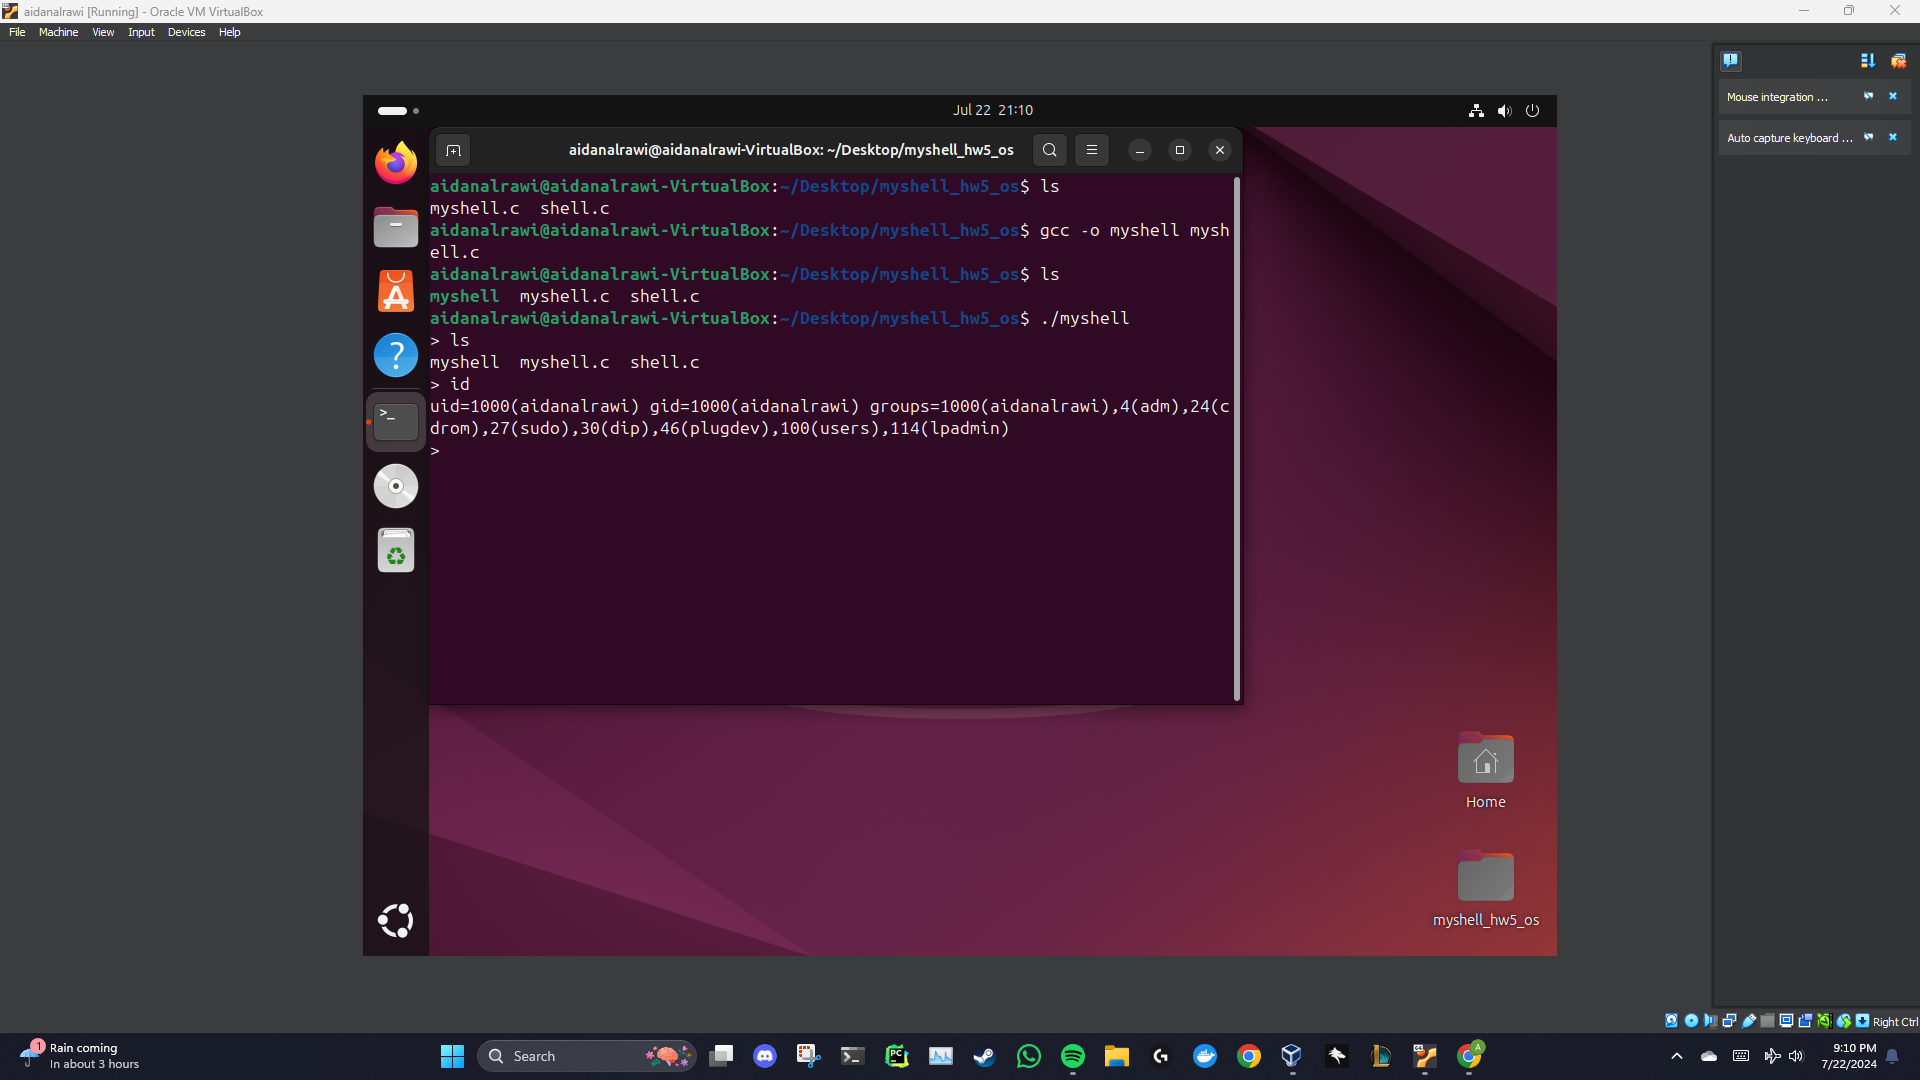 aidanalrawi [Running] - Oracle VM VirtualBox
File Machine View Input Devices Help
Mouse integration ...
Auto capture keyboard ...
Jul 22 21:10
aidanalrawi@aidanalrawi-VirtualBox: ~/Desktop/myshell_hw5_os
aidanalrawi@aidanalrawi-VirtualBox:~/Desktop/myshell_hw5_os$ ls
myshell.c  shell.c
aidanalrawi@aidanalrawi-VirtualBox:~/Desktop/myshell_hw5_os$ gcc -o myshell mysh
ell.c
aidanalrawi@aidanalrawi-VirtualBox:~/Desktop/myshell_hw5_os$ ls
myshell  myshell.c  shell.c
aidanalrawi@aidanalrawi-VirtualBox:~/Desktop/myshell_hw5_os$ ./myshell
> ls
myshell  myshell.c  shell.c
> id
uid=1000(aidanalrawi) gid=1000(aidanalrawi) groups=1000(aidanalrawi),4(adm),24(c
drom),27(sudo),30(dip),46(plugdev),100(users),114(lpadmin)
>
Home
myshell_hw5_os
Right Ctrl
1
Rain coming
In about 3 hours
Search
PC
A
9:10 PM
7/22/2024